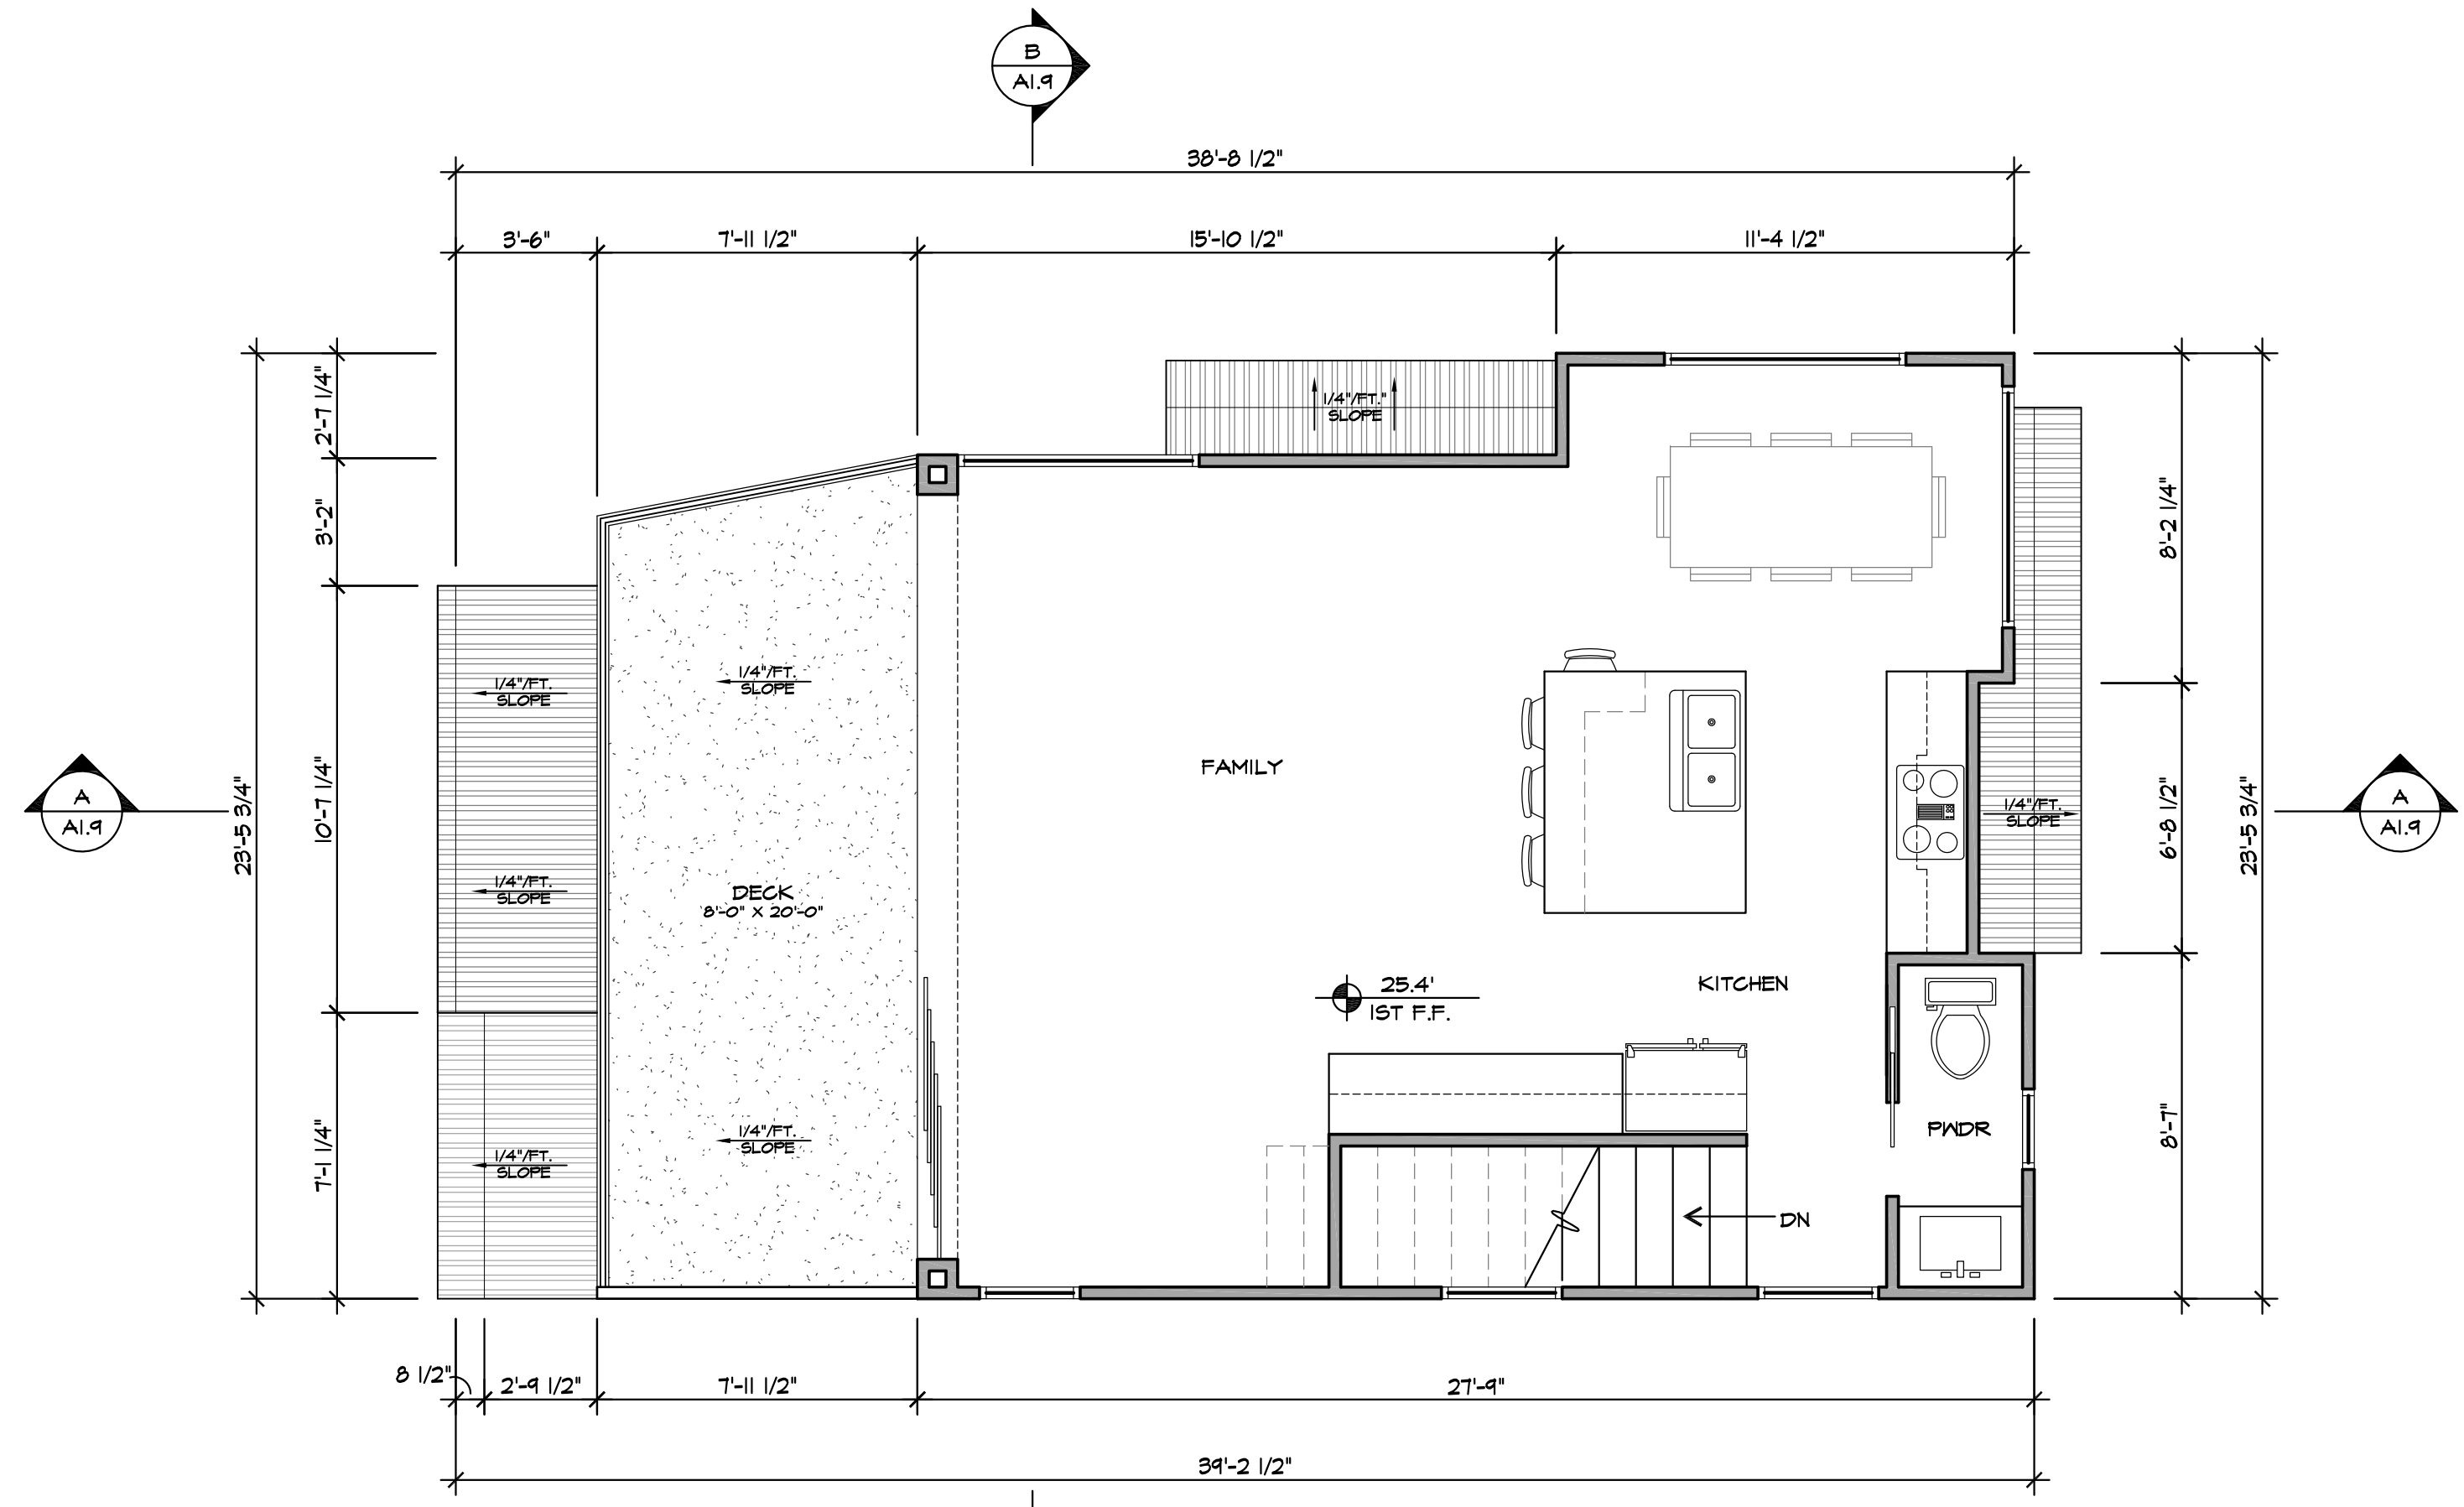 B
A1.9
38'-8 1/2"
3'-6"
7'-11 1/2"
15'-10 1/2"
11'-4 1/2"
2'-7 1/4"
3'-2"
10'-7 1/4"
7'-1 1/4"
23'-5 3/4"
A
A1.9
1/4"/FT."
SLOPE
1/4"/FT.
SLOPE
1/4"/FT.
SLOPE
1/4"/FT.
SLOPE
1/4"/FT.
SLOPE
DECK
8'-0" X 20'-0"
1/4"/FT.
SLOPE
FAMILY
25.4'
1ST F.F.
KITCHEN
DN
PWDR
1/4"/FT.
SLOPE
8'-2 1/4"
6'-8 1/2"
8'-7"
23'-5 3/4"
A
A1.9
8 1/2"
2'-9 1/2"
7'-11 1/2"
27'-9"
39'-2 1/2"